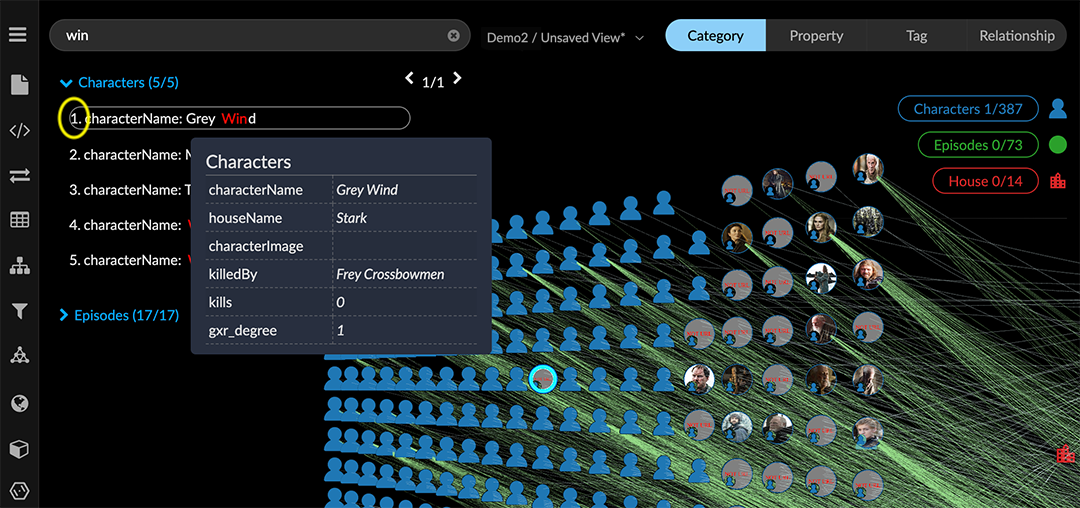 win
Demo2 / Unsaved View*
Category
Property
Tag
Relationship
Characters (5/5)
1/1
1. characterName: Grey Wind
2. characterName: M
3. characterName: T
4. characterName:
5. characterName:
Episodes (17/17)
Characters
characterName Grey Wind
houseName Stark
characterImage
killedBy Frey Crossbowmen
kills 0
gxr_degree 1
Characters 1/387
Episodes 0/73
House 0/14